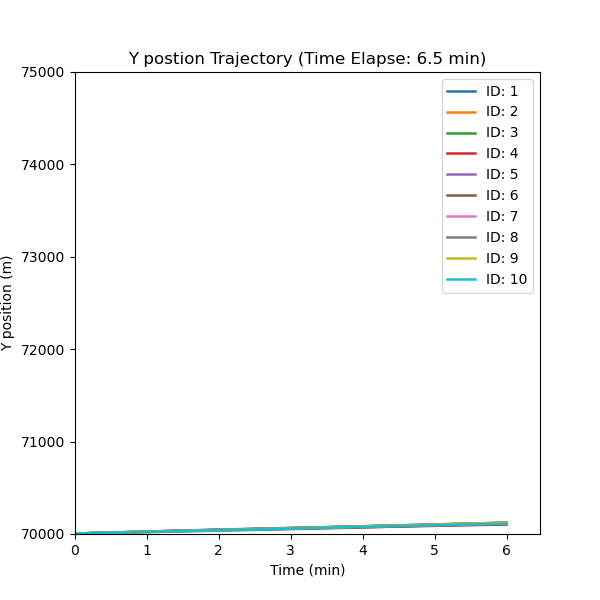 Y postion Trajectory (Time Elapse: 6.5 min)
75000
74000
73000
72000
71000
70000
Y position (m)
ID: 1
ID: 2
ID: 3
ID: 4
ID: 5
ID: 6
ID: 7
ID: 8
ID: 9
ID: 10
0 1 2 3 4 5 6
Time (min)